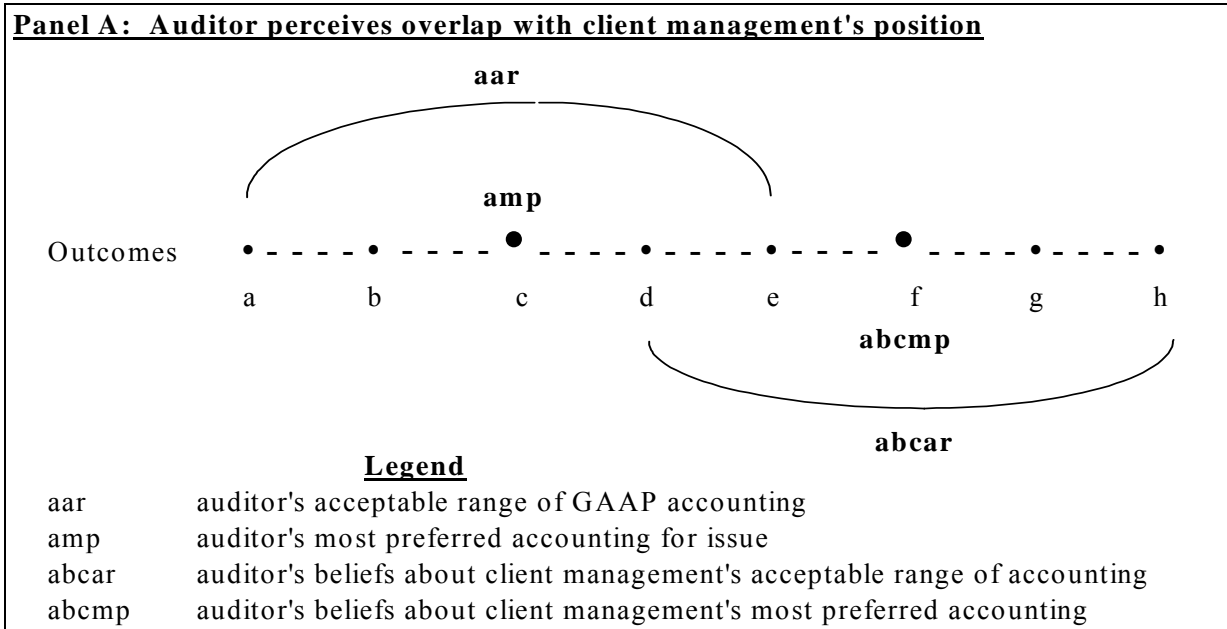 Panel A: Auditor perceives overlap with client management's position
aar
amp
Outcomes
a b c d e f g h
abcmp
abcar
Legend
aar auditor's acceptable range of GAAP accounting
amp auditor's most preferred accounting for issue
abcar auditor's beliefs about client management's acceptable range of accounting
abcmp auditor's beliefs about client management's most preferred accounting